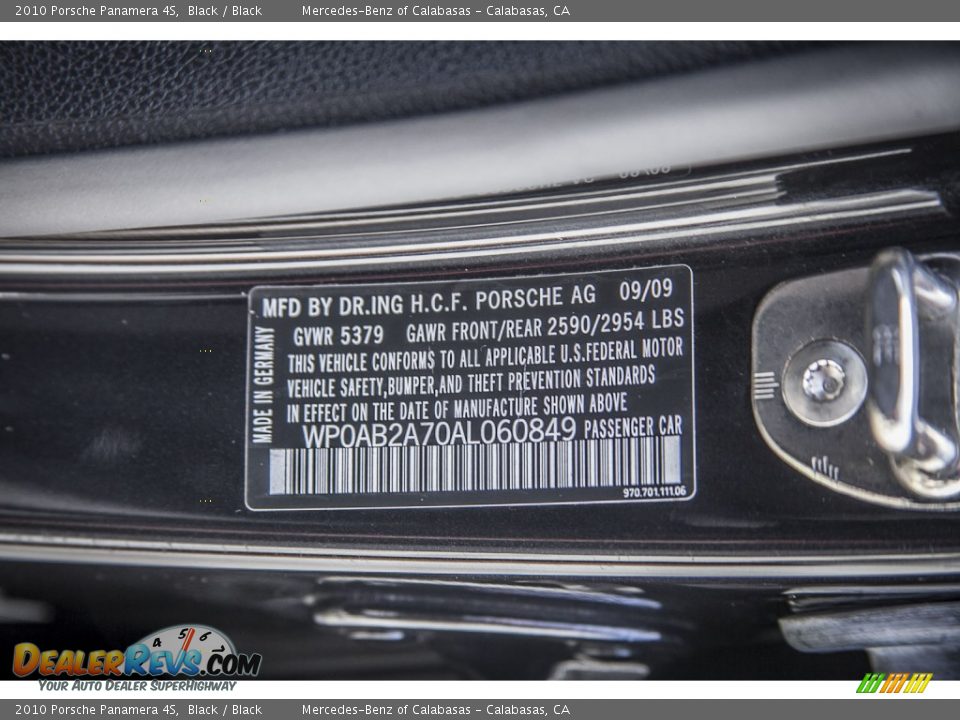 2010 Porsche Panamera 4S, Black / Black Mercedes-Benz of Calabasas - Calabasas, CA
MFD BY DR.ING H.C.F. PORSCHE AG 09/09
GVWR 5379 GAWR FRONT/REAR 2590/2954 LBS
THIS VEHICLE CONFORMS TO ALL APPLICABLE U.S.FEDERAL MOTOR
VEHICLE SAFETY,BUMPER,AND THEFT PREVENTION STANDARDS
IN EFFECT ON THE DATE OF MANUFACTURE SHOWN ABOVE
WP0AB2A70AL060849 PASSENGER CAR
970.701.111.06
MADE IN GERMANY
4 5 6
DEALERREVS.COM
YOUR AUTO DEALER SUPERHIGHWAY
2010 Porsche Panamera 4S, Black / Black Mercedes-Benz of Calabasas - Calabasas, CA